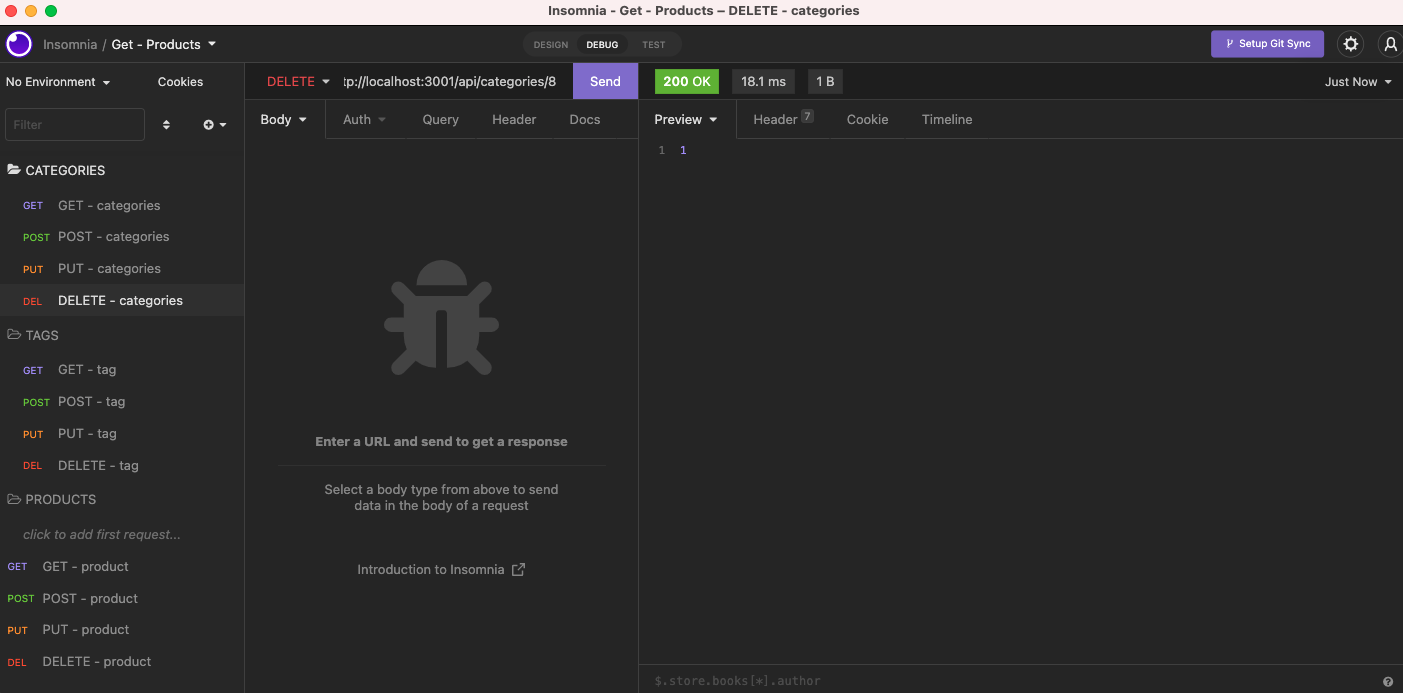 Insomnia - Get - Products – DELETE - categories
Insomnia / Get - Products
DESIGN DEBUG TEST
Setup Git Sync
No Environment Cookies
DELETE tp://localhost:3001/api/categories/8 Send
200 OK 18.1 ms 1 B Just Now
Filter
Body Auth Query Header Docs
Preview Header 7 Cookie Timeline
1 1
CATEGORIES
GET GET - categories
POST POST - categories
PUT PUT - categories
DEL DELETE - categories
TAGS
GET GET - tag
POST POST - tag
PUT PUT - tag
DEL DELETE - tag
PRODUCTS
click to add first request...
GET GET - product
POST POST - product
PUT PUT - product
DEL DELETE - product
Enter a URL and send to get a response
Select a body type from above to send
data in the body of a request
Introduction to Insomnia
$.store.books[*].author